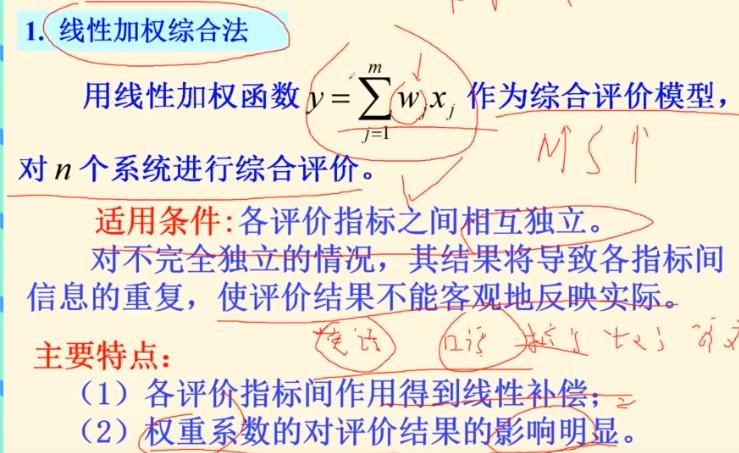 1. 线性加权综合法
用线性加权函数 y = ∑_{j=1}^{m} w_j x_j 作为综合评价模型，
对 n 个系统进行综合评价。
适用条件:各评价指标之间相互独立。
对不完全独立的情况，其结果将导致各指标间
信息的重复，使评价结果不能客观地反映实际。
口语
主要特点：
（1）各评价指标间作用得到线性补偿；
（2）权重系数的对评价结果的影响明显。